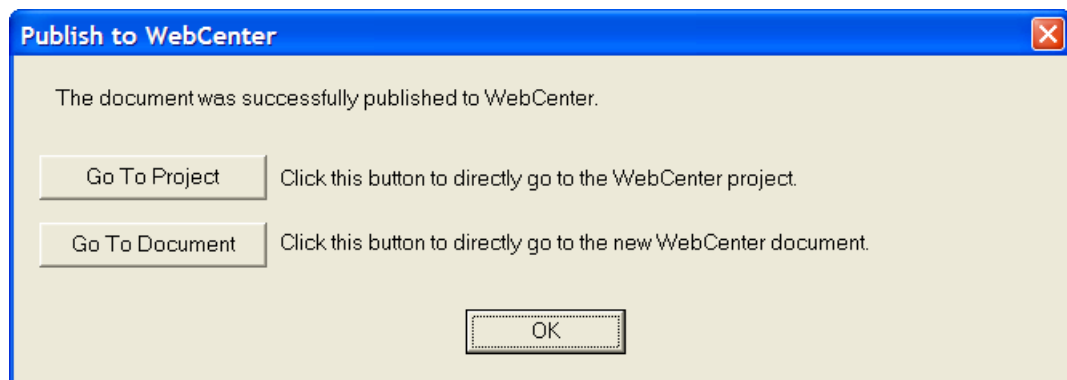 Publish to WebCenter
The document was successfully published to WebCenter.
Go To Project Click this button to directly go to the WebCenter project.
Go To Document Click this button to directly go to the new WebCenter document.
OK